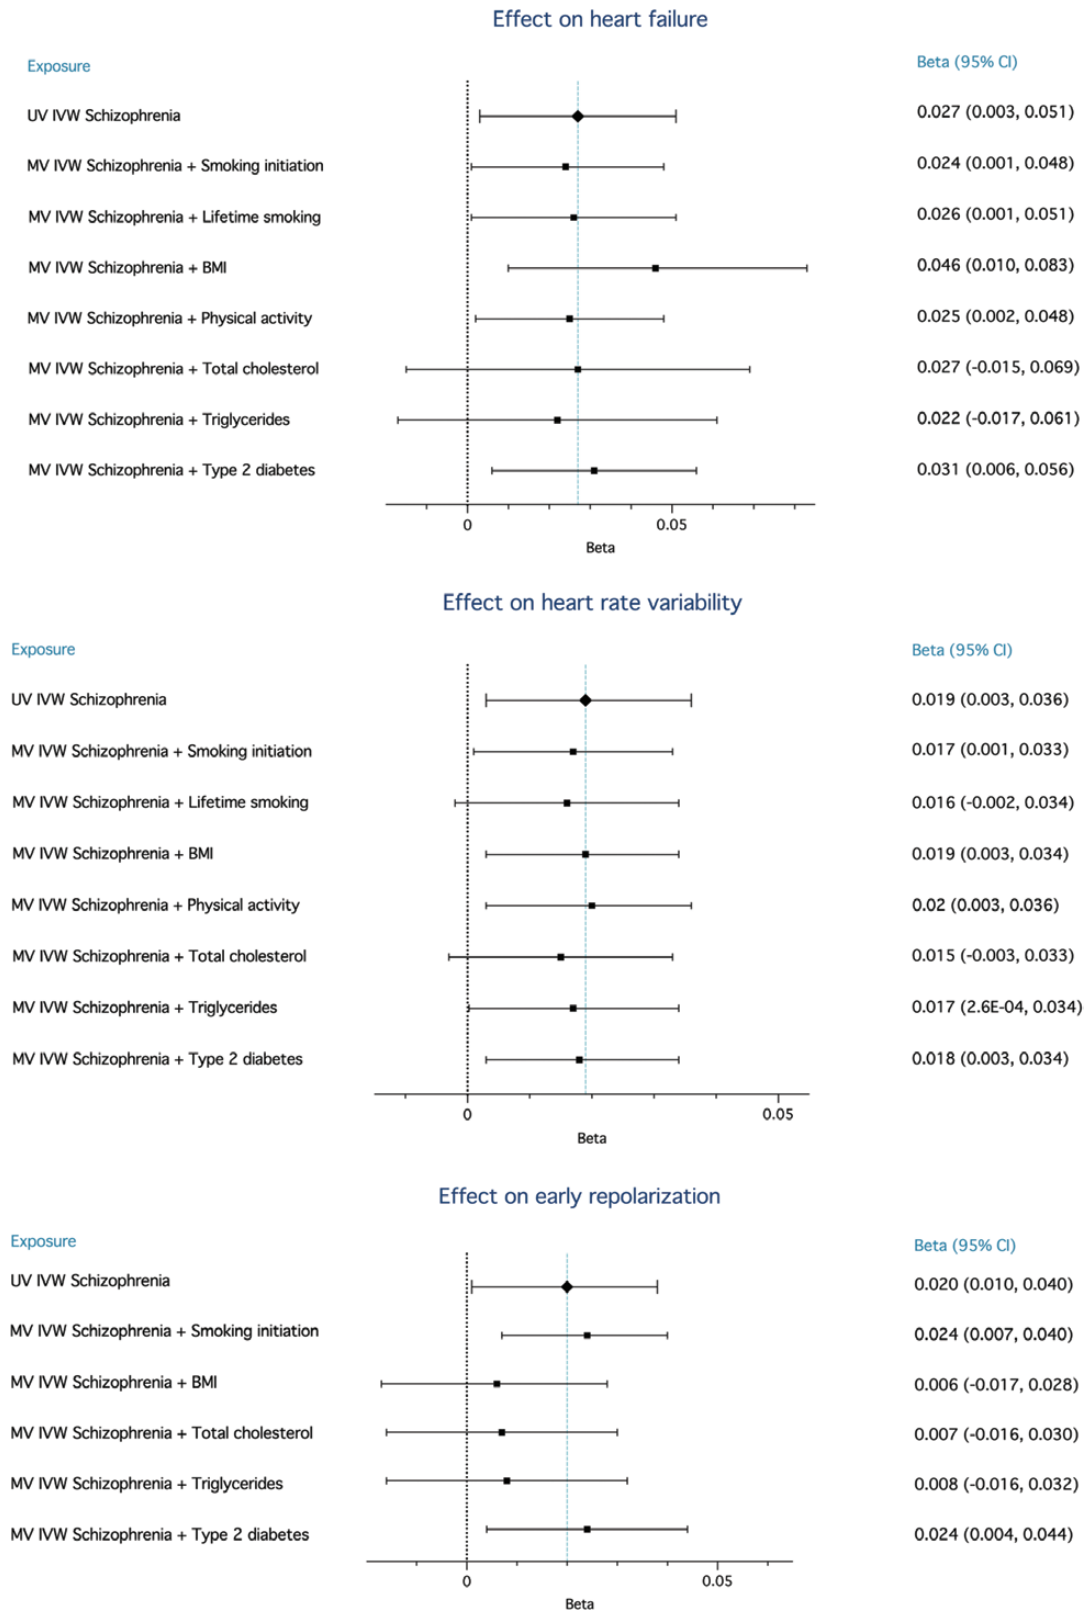 Effect on heart failure
Exposure Beta (95% CI)
UV IVW Schizophrenia 0.027 (0.003, 0.051)
MV IVW Schizophrenia + Smoking initiation 0.024 (0.001, 0.048)
MV IVW Schizophrenia + Lifetime smoking 0.026 (0.001, 0.051)
MV IVW Schizophrenia + BMI 0.046 (0.010, 0.083)
MV IVW Schizophrenia + Physical activity 0.025 (0.002, 0.048)
MV IVW Schizophrenia + Total cholesterol 0.027 (-0.015, 0.069)
MV IVW Schizophrenia + Triglycerides 0.022 (-0.017, 0.061)
MV IVW Schizophrenia + Type 2 diabetes 0.031 (0.006, 0.056)
0 0.05
Beta
Effect on heart rate variability
Exposure Beta (95% CI)
UV IVW Schizophrenia 0.019 (0.003, 0.036)
MV IVW Schizophrenia + Smoking initiation 0.017 (0.001, 0.033)
MV IVW Schizophrenia + Lifetime smoking 0.016 (-0.002, 0.034)
MV IVW Schizophrenia + BMI 0.019 (0.003, 0.034)
MV IVW Schizophrenia + Physical activity 0.02 (0.003, 0.036)
MV IVW Schizophrenia + Total cholesterol 0.015 (-0.003, 0.033)
MV IVW Schizophrenia + Triglycerides 0.017 (2.6E-04, 0.034)
MV IVW Schizophrenia + Type 2 diabetes 0.018 (0.003, 0.034)
0 0.05
Beta
Effect on early repolarization
Exposure Beta (95% CI)
UV IVW Schizophrenia 0.020 (0.010, 0.040)
MV IVW Schizophrenia + Smoking initiation 0.024 (0.007, 0.040)
MV IVW Schizophrenia + BMI 0.006 (-0.017, 0.028)
MV IVW Schizophrenia + Total cholesterol 0.007 (-0.016, 0.030)
MV IVW Schizophrenia + Triglycerides 0.008 (-0.016, 0.032)
MV IVW Schizophrenia + Type 2 diabetes 0.024 (0.004, 0.044)
0 0.05
Beta